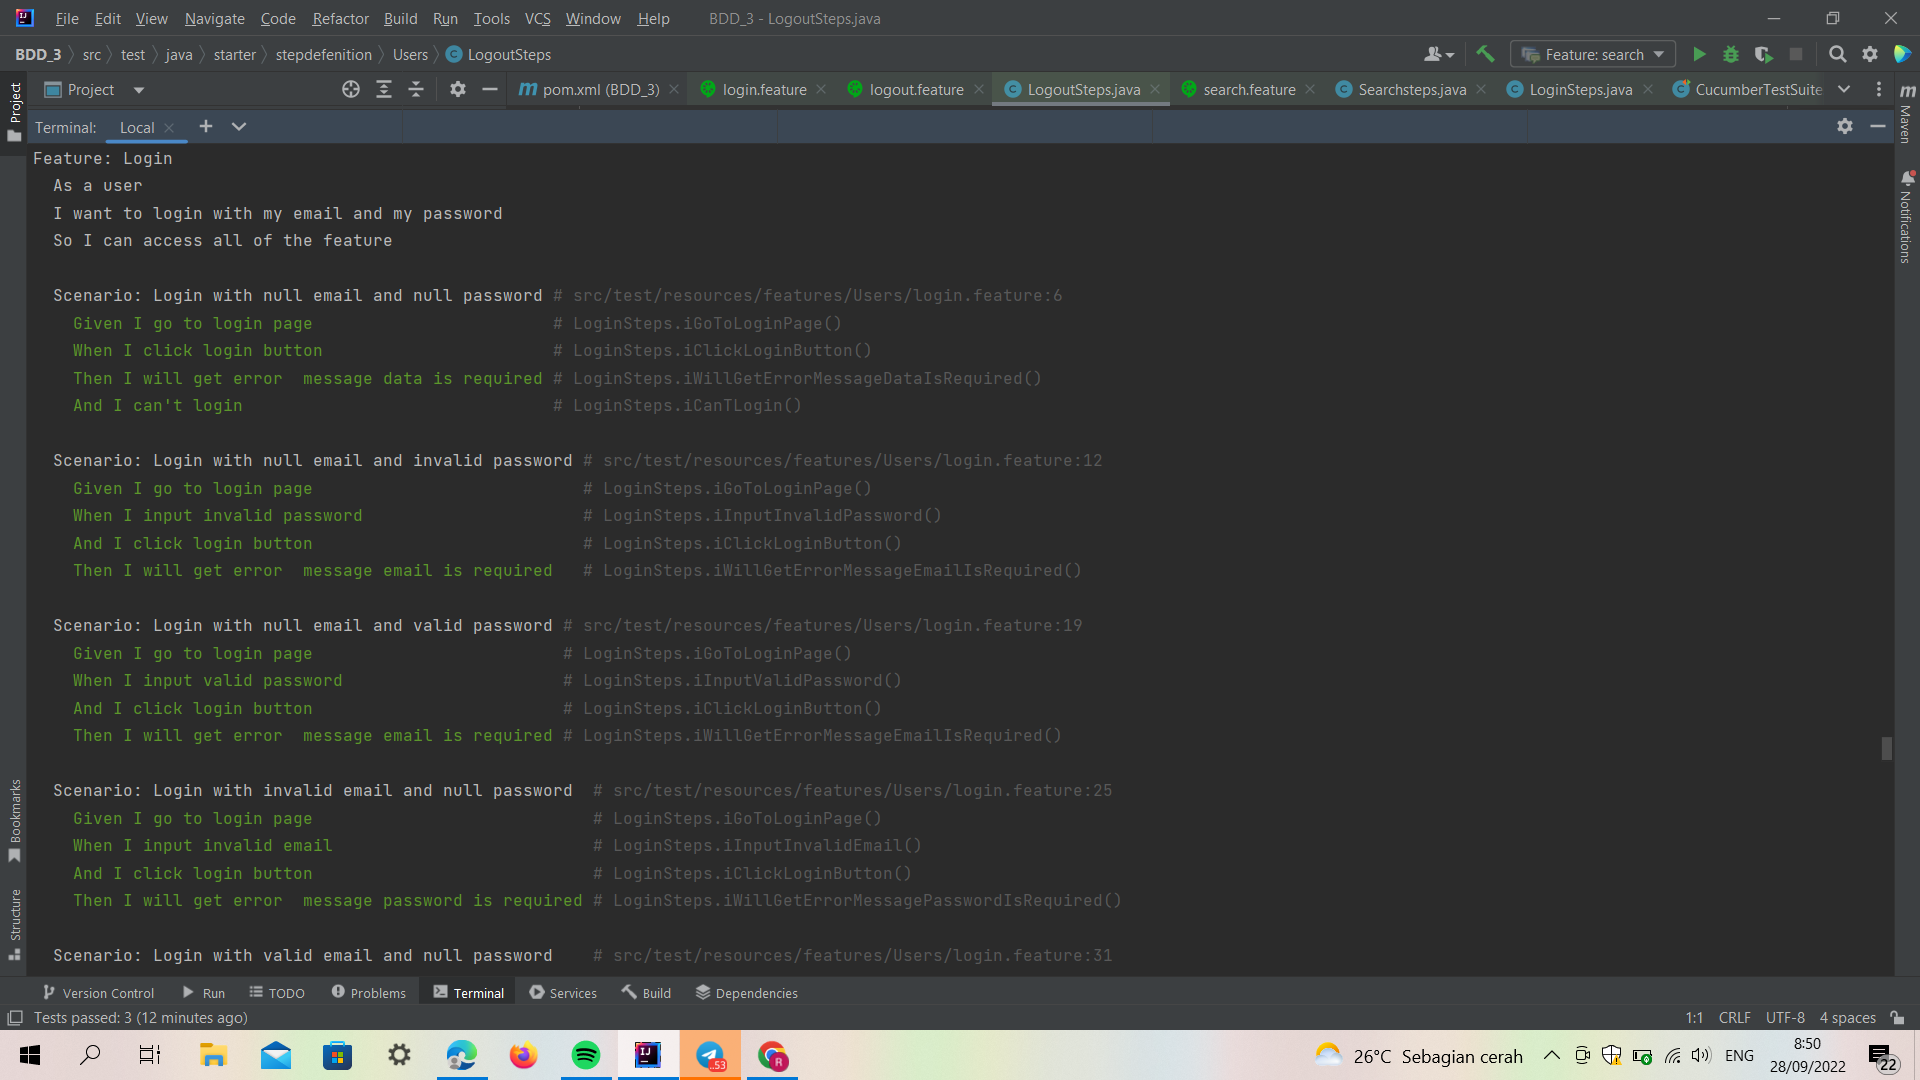 File Edit View Navigate Code Refactor Build Run Tools VCS Window Help BDD_3 - LogoutSteps.java
BDD_3 src test java starter stepdefenition Users LogoutSteps Feature: search
Project pom.xml (BDD_3) login.feature logout.feature LogoutSteps.java search.feature Searchsteps.java LoginSteps.java CucumberTestSuite
Terminal: Local
Feature: Login
As a user
I want to login with my email and my password
So I can access all of the feature
Scenario: Login with null email and null password # src/test/resources/features/Users/login.feature:6
Given I go to login page # LoginSteps.iGoToLoginPage()
When I click login button # LoginSteps.iClickLoginButton()
Then I will get error  message data is required # LoginSteps.iWillGetErrorMessageDataIsRequired()
And I can't login # LoginSteps.iCanTLogin()
Scenario: Login with null email and invalid password # src/test/resources/features/Users/login.feature:12
Given I go to login page # LoginSteps.iGoToLoginPage()
When I input invalid password # LoginSteps.iInputInvalidPassword()
And I click login button # LoginSteps.iClickLoginButton()
Then I will get error  message email is required # LoginSteps.iWillGetErrorMessageEmailIsRequired()
Scenario: Login with null email and valid password # src/test/resources/features/Users/login.feature:19
Given I go to login page # LoginSteps.iGoToLoginPage()
When I input valid password # LoginSteps.iInputValidPassword()
And I click login button # LoginSteps.iClickLoginButton()
Then I will get error  message email is required # LoginSteps.iWillGetErrorMessageEmailIsRequired()
Scenario: Login with invalid email and null password # src/test/resources/features/Users/login.feature:25
Given I go to login page # LoginSteps.iGoToLoginPage()
When I input invalid email # LoginSteps.iInputInvalidEmail()
And I click login button # LoginSteps.iClickLoginButton()
Then I will get error  message password is required # LoginSteps.iWillGetErrorMessagePasswordIsRequired()
Scenario: Login with valid email and null password # src/test/resources/features/Users/login.feature:31
Project
Bookmarks
Structure
Maven
Notifications
Version Control Run TODO Problems Terminal Services Build Dependencies
Tests passed: 3 (12 minutes ago) 1:1 CRLF UTF-8 4 spaces
26°C Sebagian cerah ENG 8:50
28/09/2022
22
..53
R